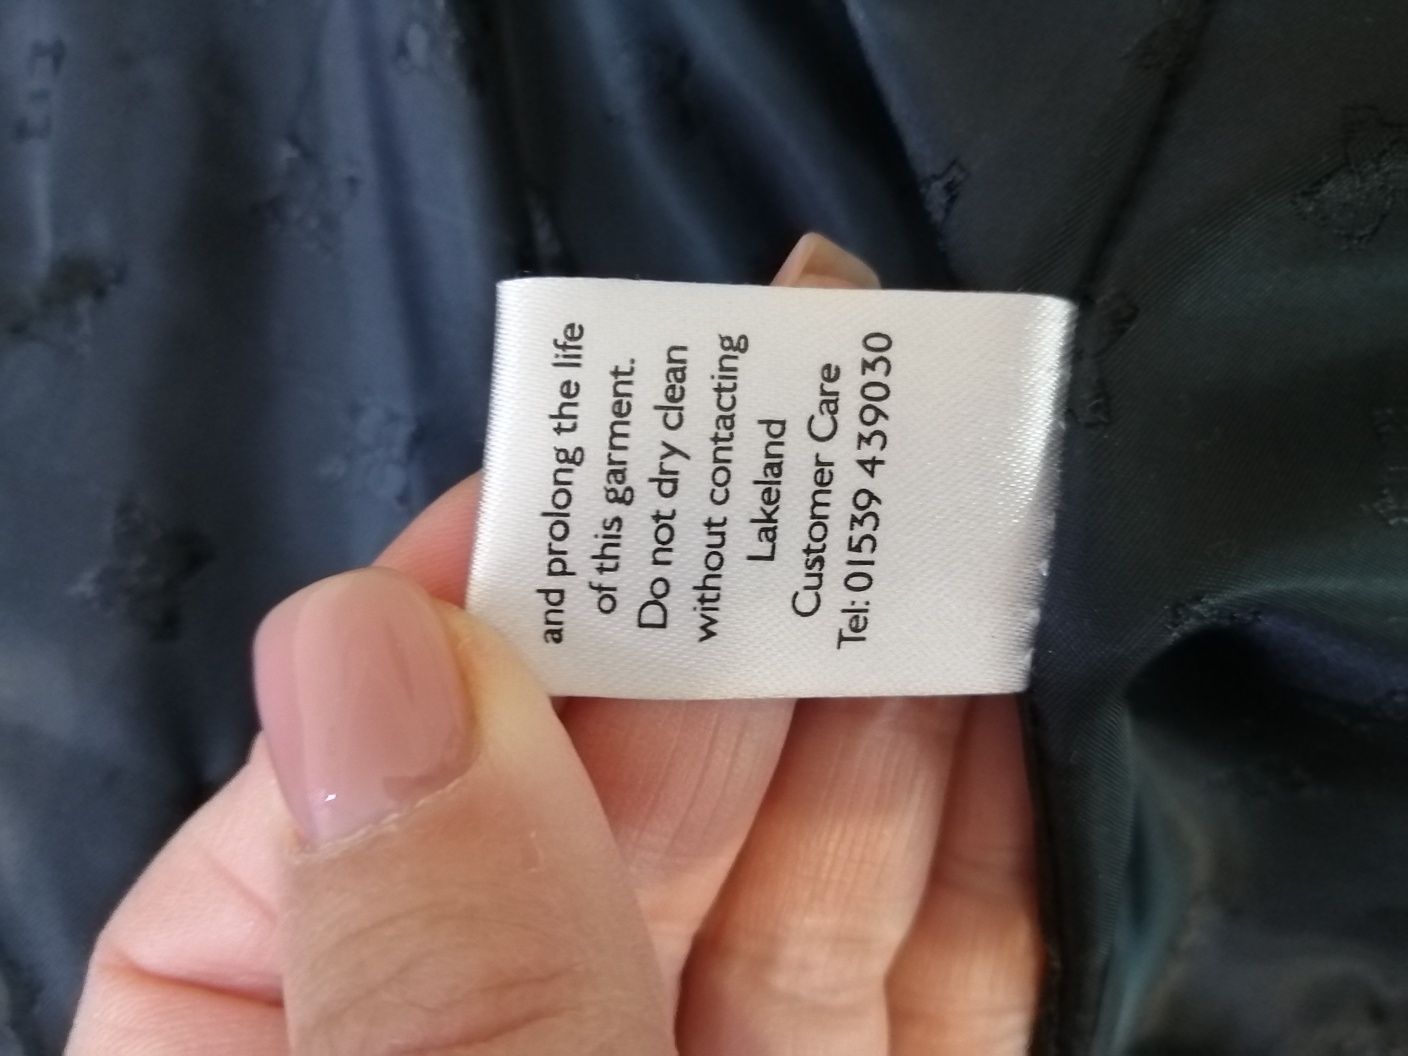 and prolong the life
of this garment.
Do not dry clean
without contacting
Lakeland
Customer Care
Tel: 01539 439030